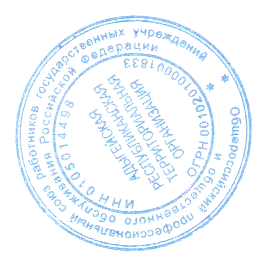 Общероссийский профессиональный союз работников государственных учреждений
и общественного обслуживания Российской Федерации
ИНН 0105014498
ОГРН 1020100001833
АДЫГЕЙСКАЯ
РЕСПУБЛИКАНСКАЯ
ТЕРРИТОРИАЛЬНАЯ
ОРГАНИЗАЦИЯ